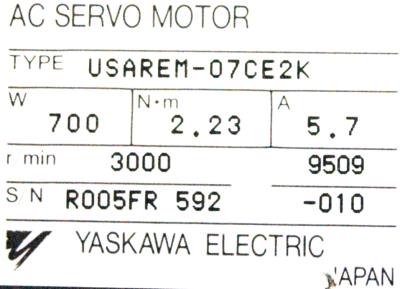 AC SERVO MOTOR
TYPE USAREM-07CE2K
W N·m A
700 2.23 5.7
r min 3000 9509
S N R005FR 592 -010
YASKAWA ELECTRIC
JAPAN